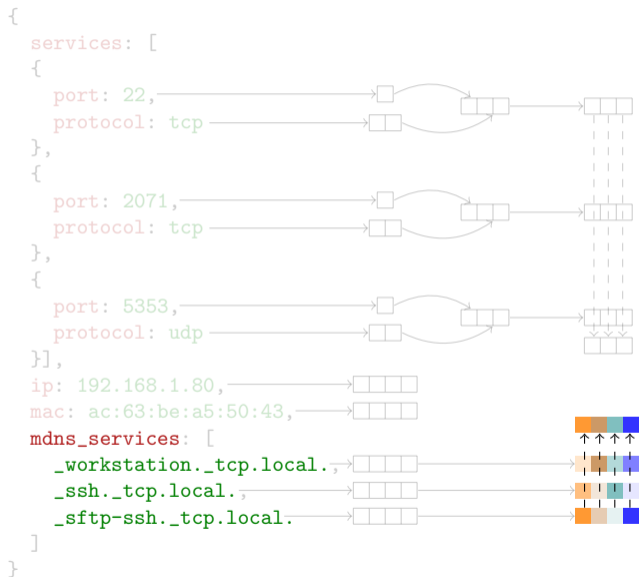 {
services: [
{
port: 22,
protocol: tcp
},
{
port: 2071,
protocol: tcp
},
{
port: 5353,
protocol: udp
}],
ip: 192.168.1.80,
mac: ac:63:be:a5:50:43,
mdns_services: [
_workstation._tcp.local.,
_ssh._tcp.local.,
_sftp-ssh._tcp.local.
]
}